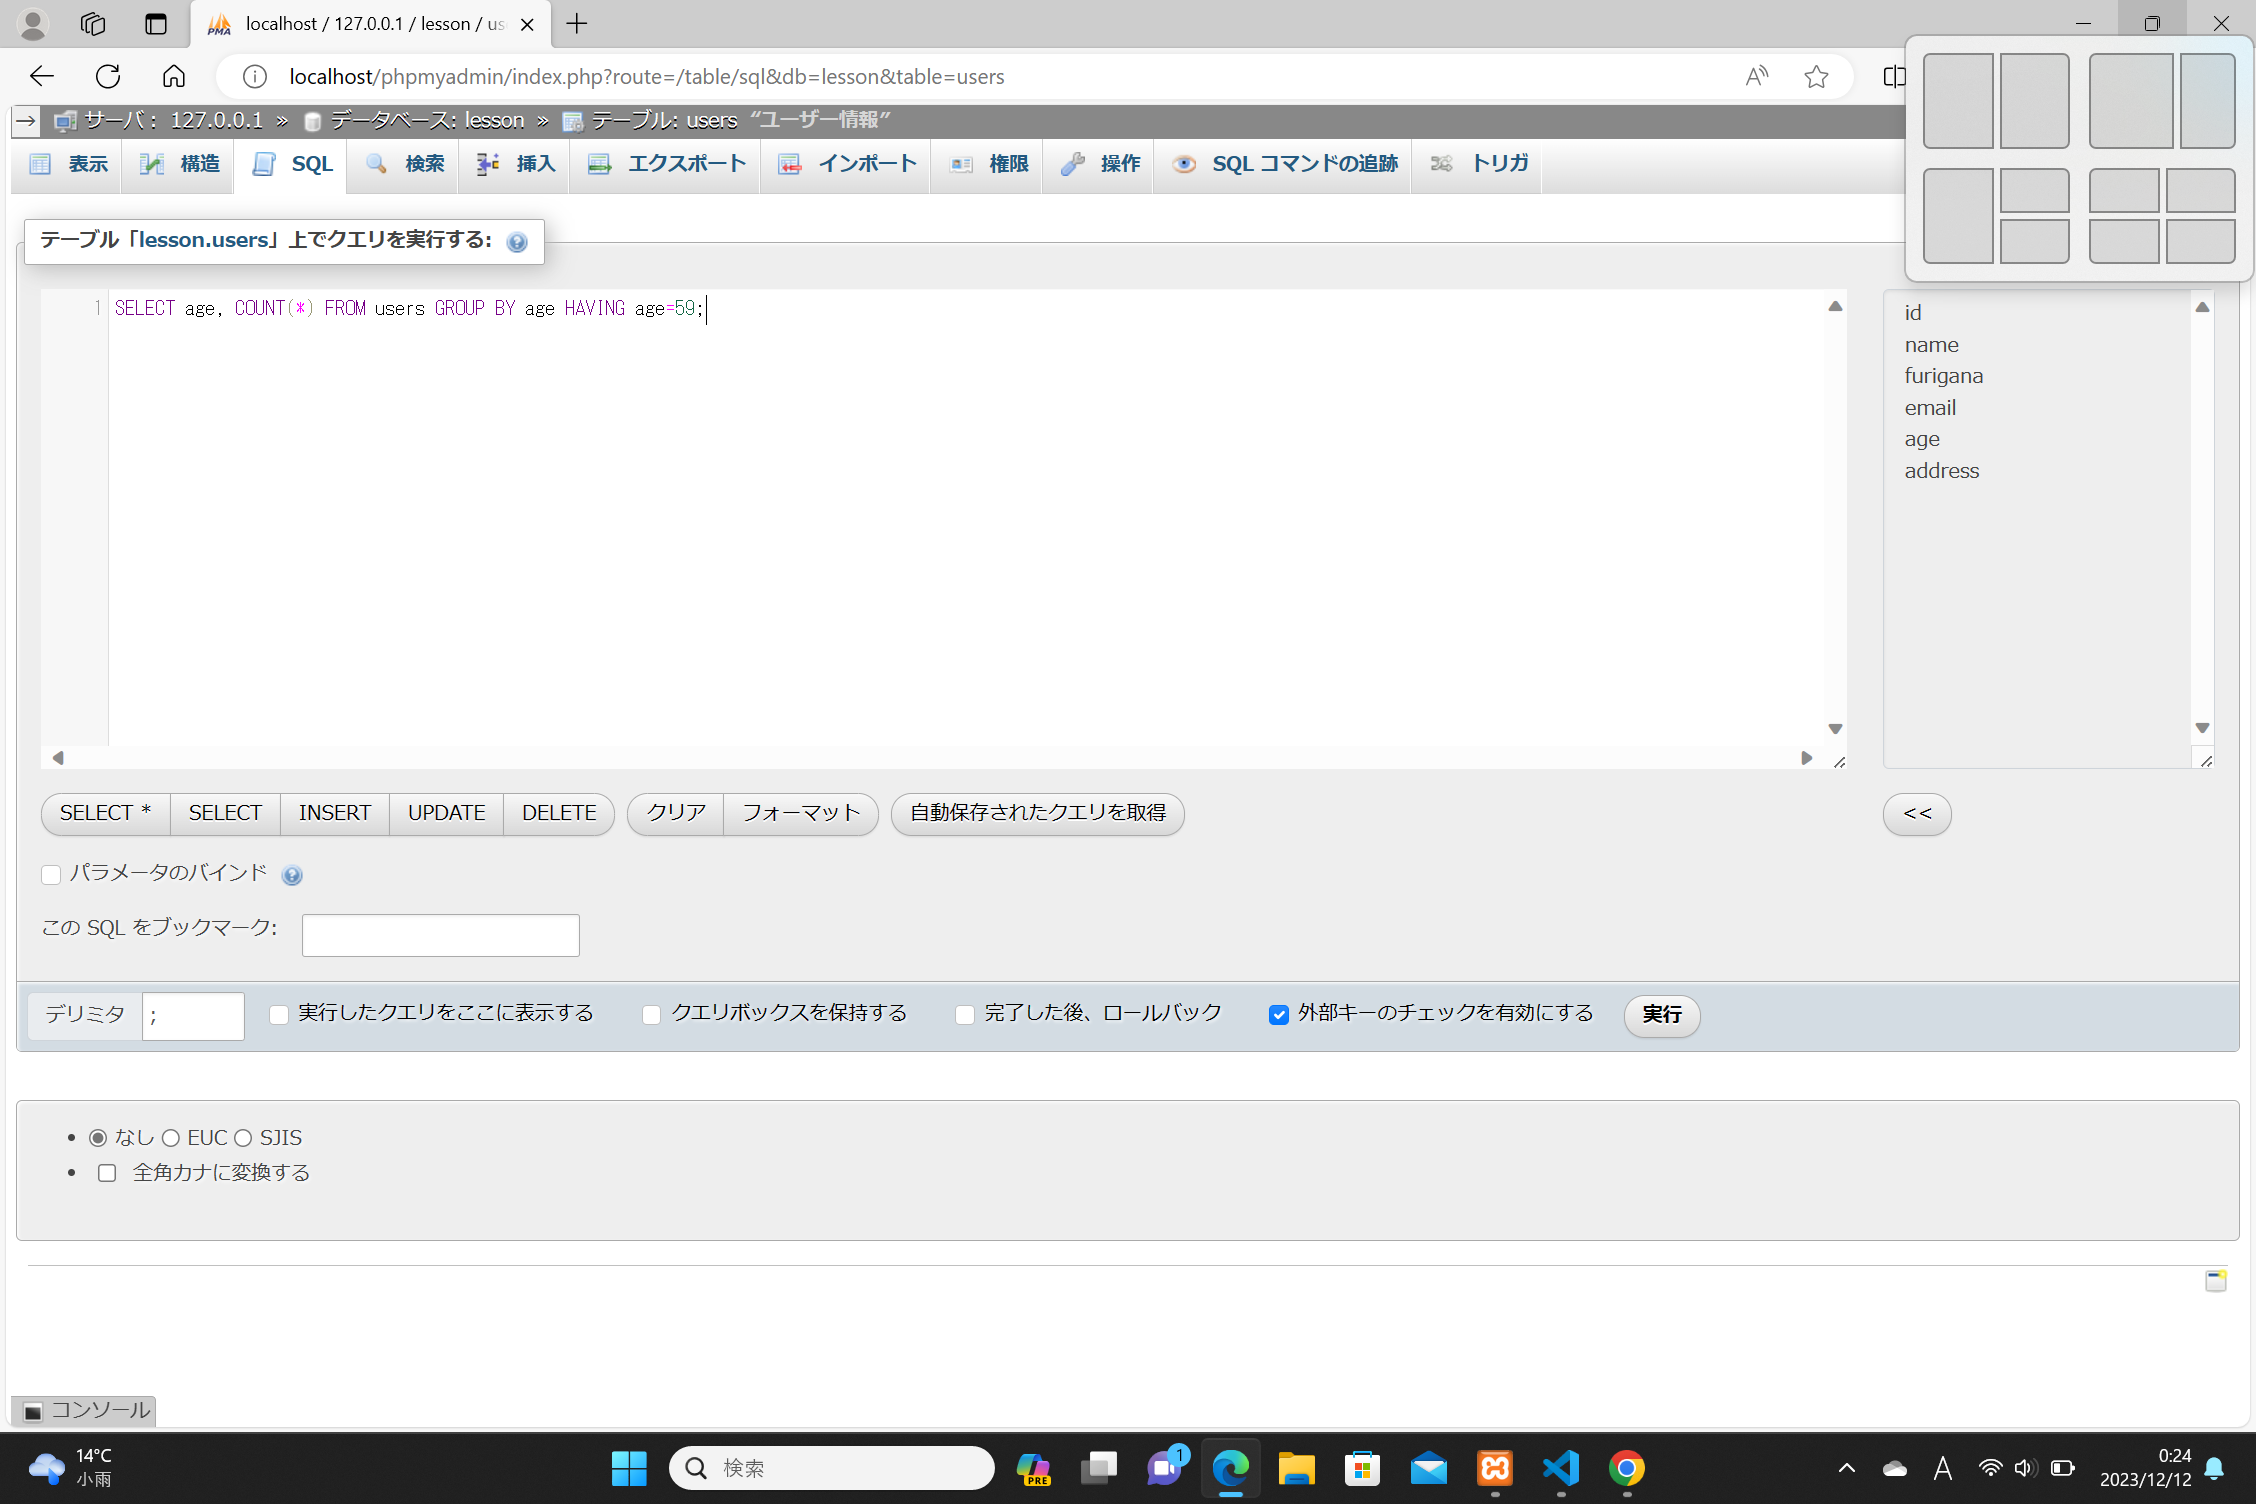 localhost / 127.0.0.1 / lesson / us
localhost/phpmyadmin/index.php?route=/table/sql&db=lesson&table=users
サーバ: 127.0.0.1 » データベース: lesson » テーブル: users “ユーザー情報”
表示 構造 SQL 検索 挿入 エクスポート インポート 権限 操作 SQL コマンドの追跡 トリガ
テーブル「lesson.users」上でクエリを実行する:
1 SELECT age, COUNT(*) FROM users GROUP BY age HAVING age=59;
id
name
furigana
email
age
address
SELECT * SELECT INSERT UPDATE DELETE クリア フォーマット 自動保存されたクエリを取得 <<
パラメータのバインド
この SQL をブックマーク:
デリミタ ; 実行したクエリをここに表示する クエリボックスを保持する 完了した後、ロールバック 外部キーのチェックを有効にする 実行
なし EUC SJIS
全角カナに変換する
コンソール
14°C
小雨
検索
PRE
1
A
0:24
2023/12/12